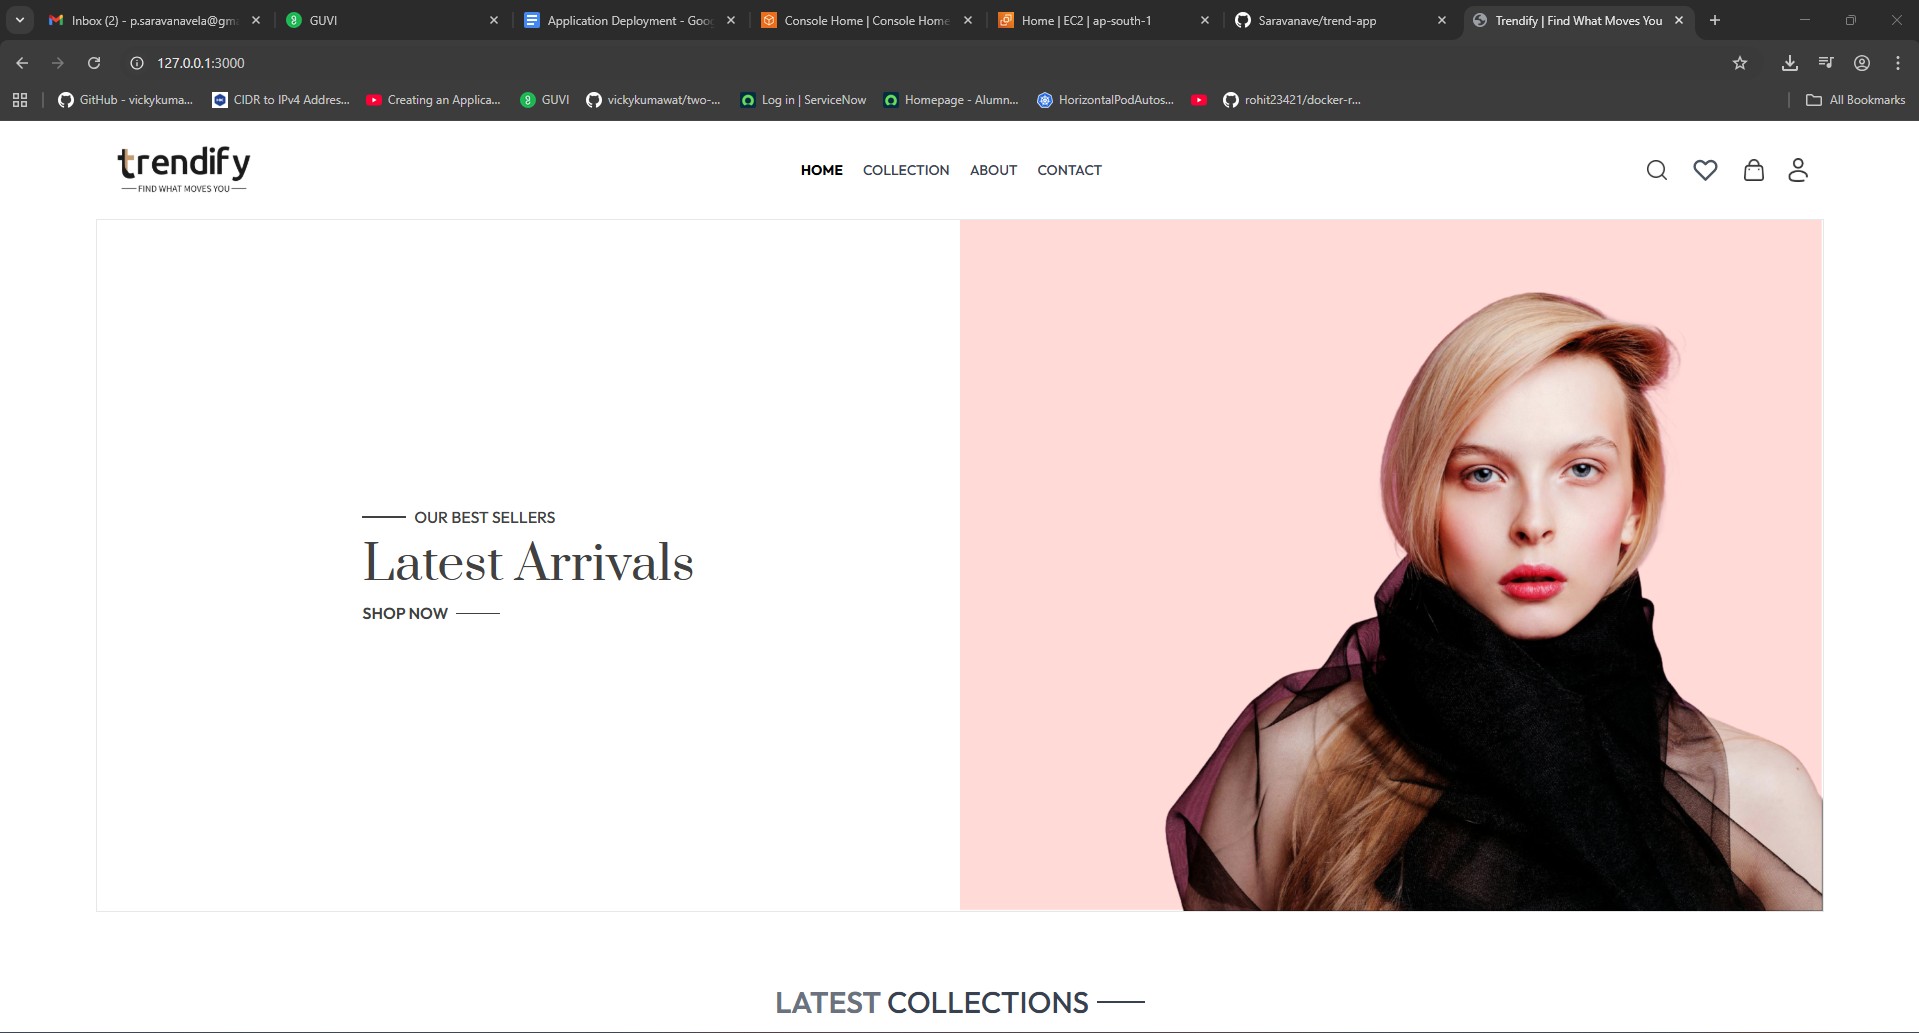 Inbox (2) - p.saravanavela@gm
GUVI
Application Deployment - Goo
Console Home | Console Home
Home | EC2 | ap-south-1
Saravanave/trend-app
Trendify | Find What Moves You
127.0.0.1:3000
GitHub - vickykuma...
CIDR to IPv4 Addres...
Creating an Applica...
GUVI
vickykumawat/two-...
Log in | ServiceNow
Homepage - Alumn...
HorizontalPodAutos...
rohit23421/docker-r...
All Bookmarks
trendify
FIND WHAT MOVES YOU
HOME
COLLECTION
ABOUT
CONTACT
OUR BEST SELLERS
Latest Arrivals
SHOP NOW
LATEST COLLECTIONS